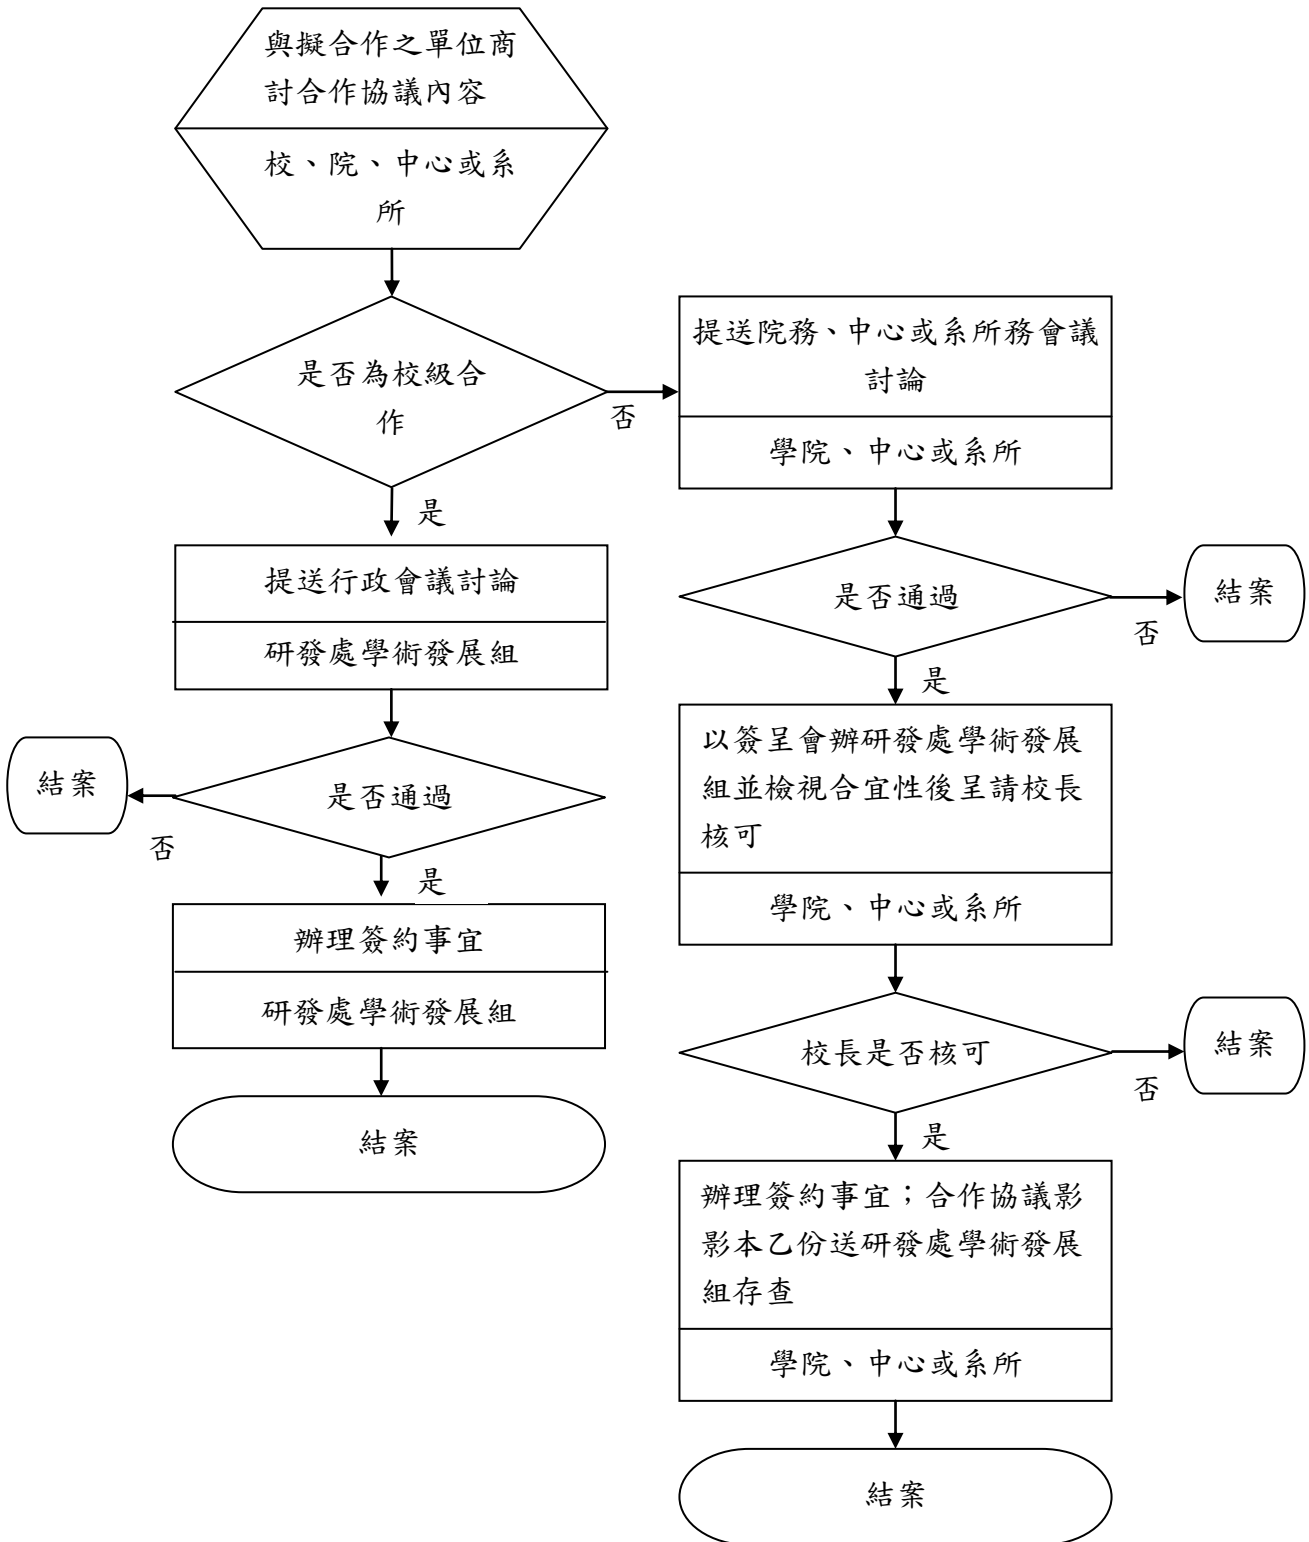 與擬合作之單位商
討合作協議內容
校、院、中心或系
所
是否為校級合
作
否
是
提送行政會議討論
研發處學術發展組
是否通過
否
結案
是
辦理簽約事宜
研發處學術發展組
結案
提送院務、中心或系所務會議
討論
學院、中心或系所
是否通過
否
結案
是
以簽呈會辦研發處學術發展
組並檢視合宜性後呈請校長
核可
學院、中心或系所
校長是否核可
否
結案
是
辦理簽約事宜；合作協議影
影本乙份送研發處學術發展
組存查
學院、中心或系所
結案